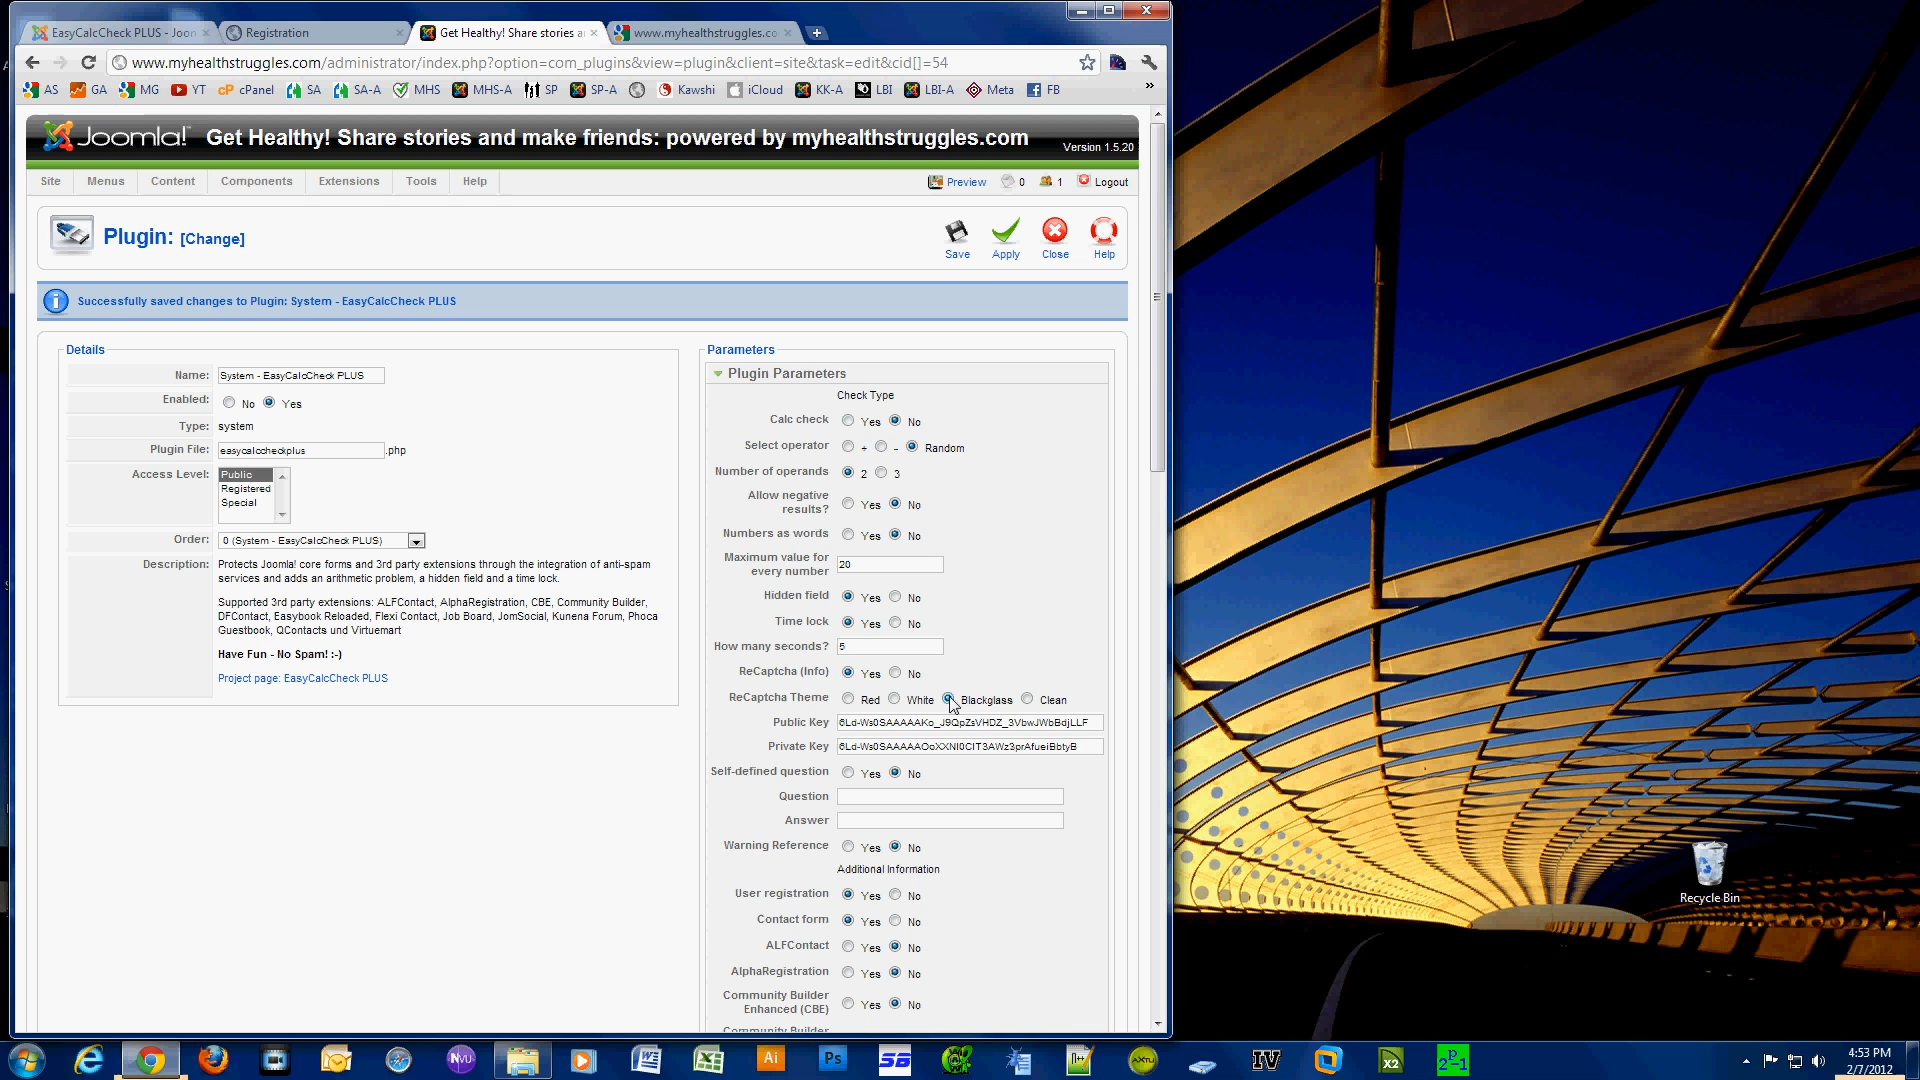 EasyCalcCheck PLUS - Joom
Registration
Get Healthy! Share stories a
www.myhealthstruggles.co
www.myhealthstruggles.com/administrator/index.php?option=com_plugins&view=plugin&client=site&task=edit&cid[]=54
AS GA MG YT cPanel SA SA-A MHS MHS-A SP SP-A Kawshi iCloud KK-A LBI LBI-A Meta FB »
Joomla! Get Healthy! Share stories and make friends: powered by myhealthstruggles.com
Version 1.5.20
Site Menus Content Components Extensions Tools Help Preview 0 1 Logout
Plugin: [Change]
Save Apply Close Help
Successfully saved changes to Plugin: System - EasyCalcCheck PLUS
Details
Name: System - EasyCalcCheck PLUS
Enabled: No Yes
Type: system
Plugin File: easycalccheckplus .php
Access Level: Public
Registered
Special
Order: 0 (System - EasyCalcCheck PLUS)
Description: Protects Joomla! core forms and 3rd party extensions through the integration of anti-spam
services and adds an arithmetic problem, a hidden field and a time lock.
Supported 3rd party extensions: ALFContact, AlphaRegistration, CBE, Community Builder,
DFContact, Easybook Reloaded, Flexi Contact, Job Board, JomSocial, Kunena Forum, Phoca
Guestbook, QContacts und Virtuemart
Have Fun - No Spam! :-)
Project page: EasyCalcCheck PLUS
Parameters
Plugin Parameters
Check Type
Calc check Yes No
Select operator + - Random
Number of operands 2 3
Allow negative
results? Yes No
Numbers as words Yes No
Maximum value for
every number 20
Hidden field Yes No
Time lock Yes No
How many seconds? 5
ReCaptcha (Info) Yes No
ReCaptcha Theme Red White Blackglass Clean
Public Key
Private Key
Self-defined question Yes No
Question
Answer
Warning Reference Yes No
Additional Information
User registration Yes No
Contact form Yes No
ALFContact Yes No
AlphaRegistration Yes No
Community Builder
Enhanced (CBE) Yes No
Community Builder
Recycle Bin
NVU Ai Ps SB AXTU IV X2
4:53 PM
2/7/2012